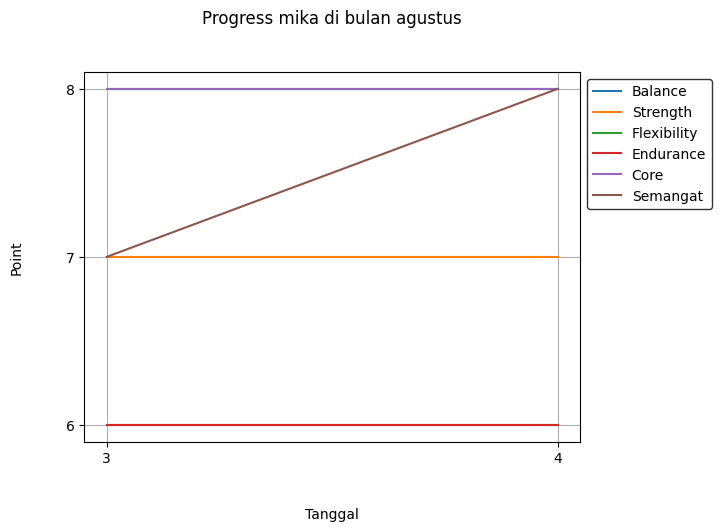 Progress mika di bulan agustus
8
7
6
Point
3
4
Tanggal
Balance
Strength
Flexibility
Endurance
Core
Semangat